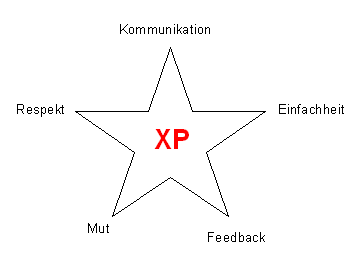 Kommunikation
Respekt
Einfachheit
XP
Mut
Feedback